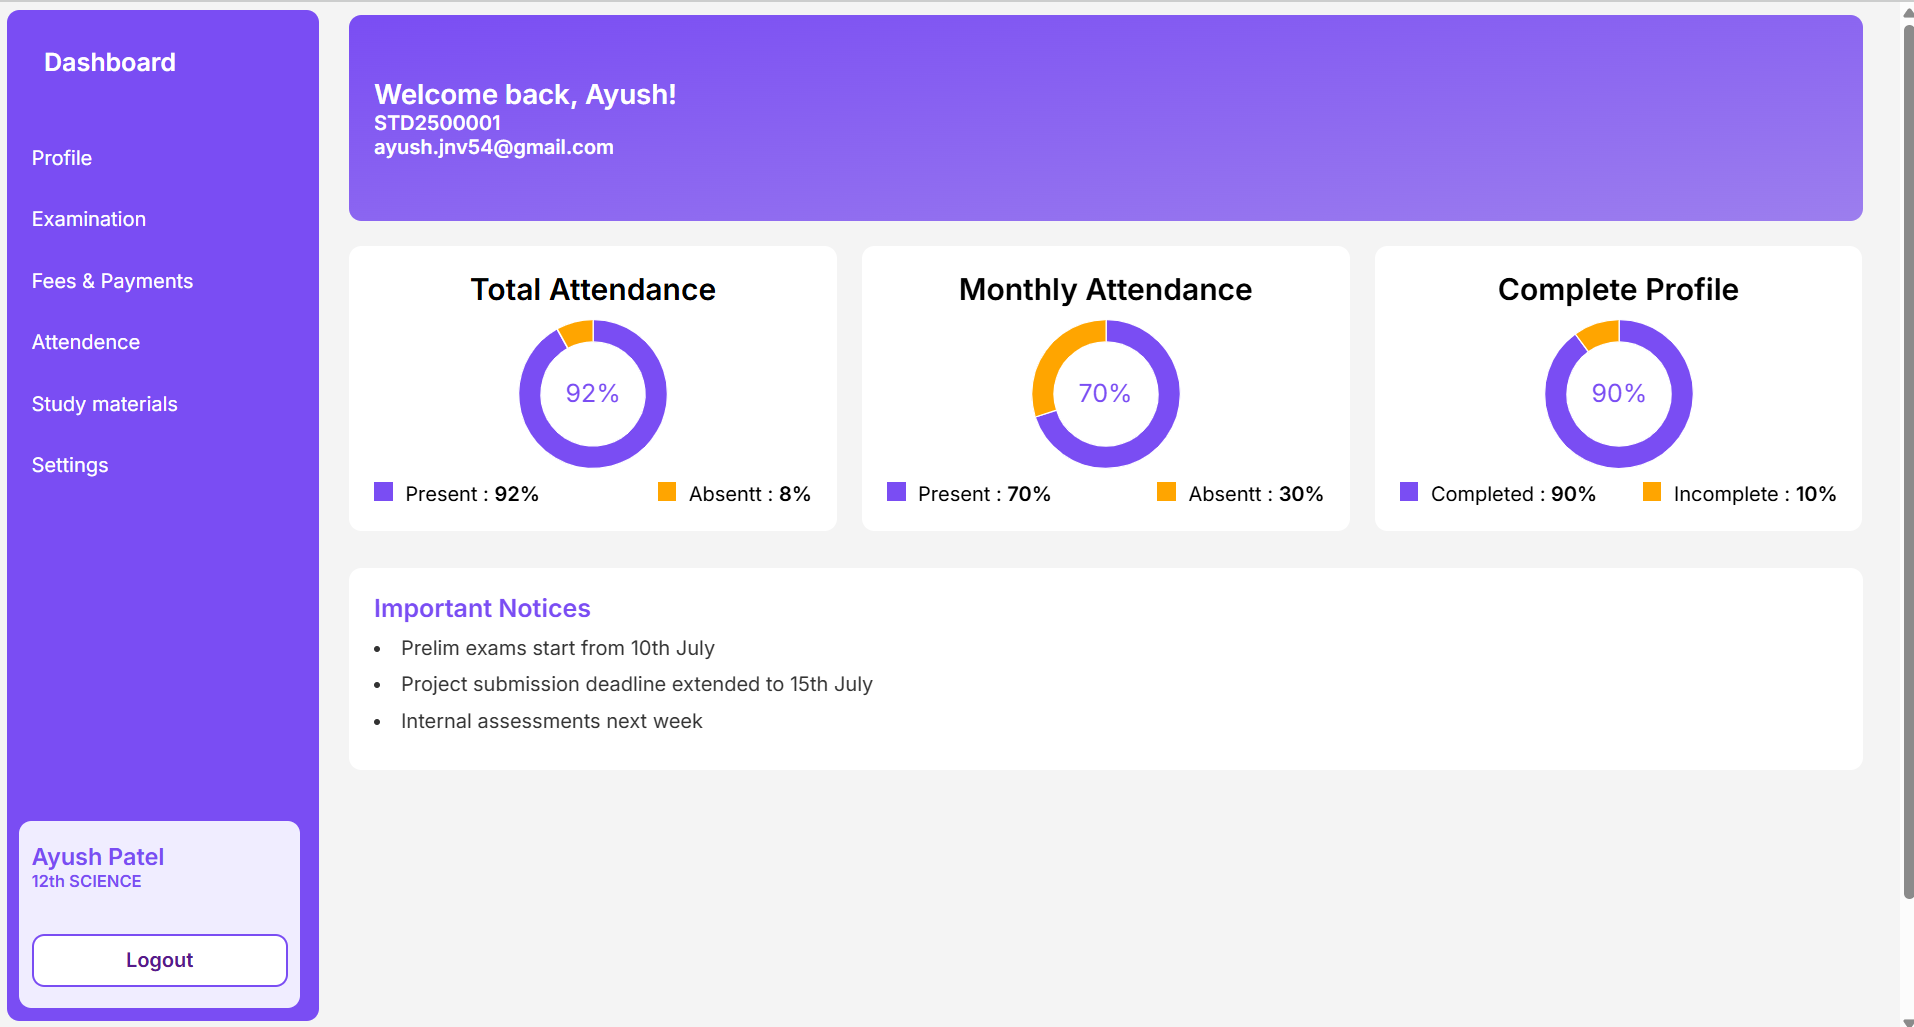 Dashboard
Profile
Examination
Fees & Payments
Attendence
Study materials
Settings
Ayush Patel
12th SCIENCE
Logout
Welcome back, Ayush!
STD2500001
ayush.jnv54@gmail.com
Total Attendance
92%
Present : 92%
Absentt : 8%
Monthly Attendance
70%
Present : 70%
Absentt : 30%
Complete Profile
90%
Completed : 90%
Incomplete : 10%
Important Notices
• Prelim exams start from 10th July
• Project submission deadline extended to 15th July
• Internal assessments next week